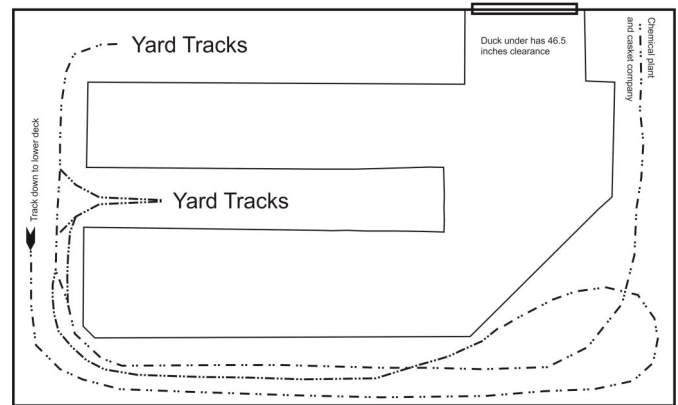 Yard Tracks
Duck under has 46.5
inches clearance
Chemical plant
and casket company
Track down to lower deck
Yard Tracks